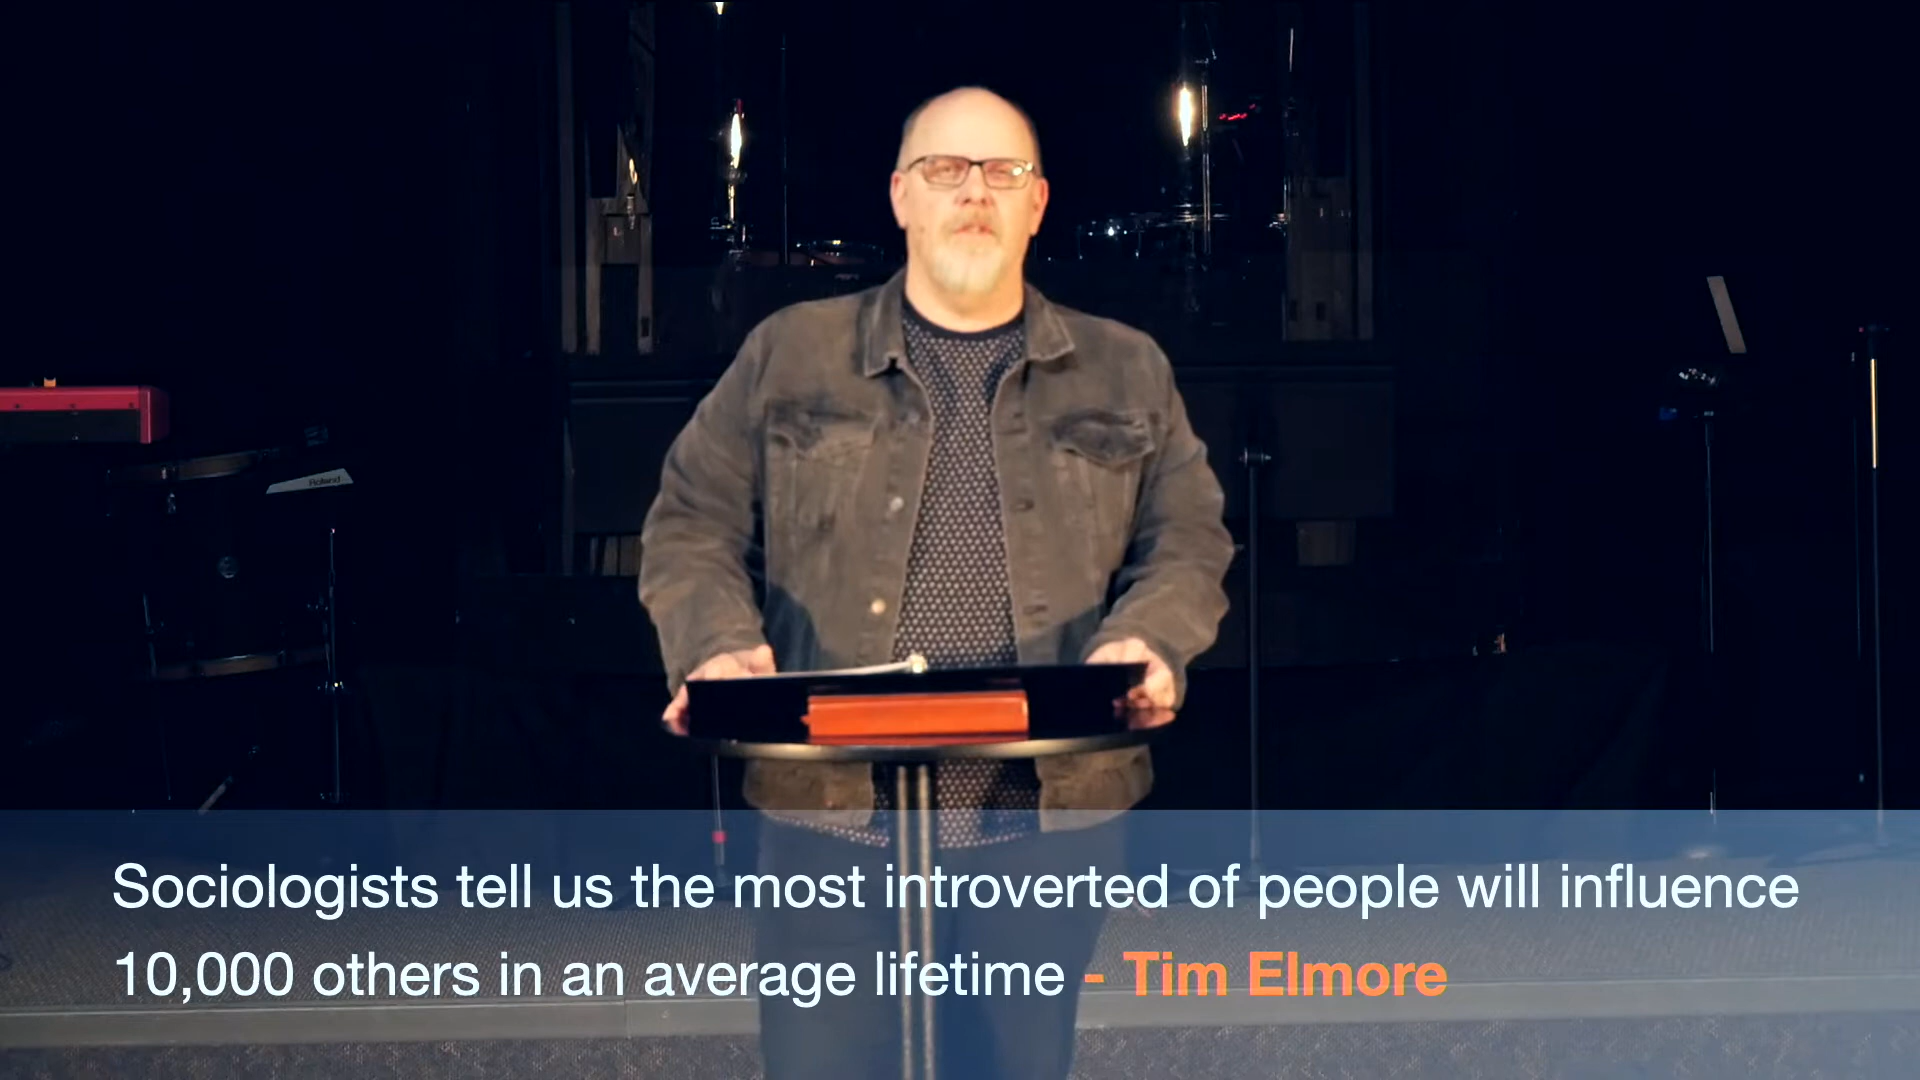 Roland
Sociologists tell us the most introverted of people will influence
10,000 others in an average lifetime - Tim Elmore